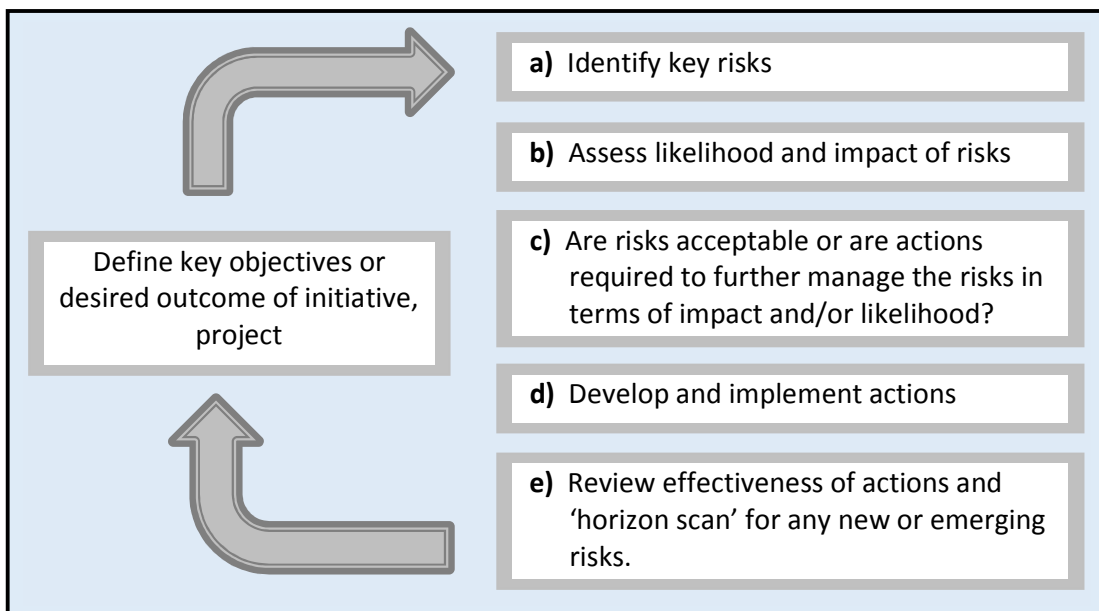 Define key objectives or
desired outcome of initiative,
project
a) Identify key risks
b) Assess likelihood and impact of risks
c) Are risks acceptable or are actions
required to further manage the risks in
terms of impact and/or likelihood?
d) Develop and implement actions
e) Review effectiveness of actions and
‘horizon scan’ for any new or emerging
risks.